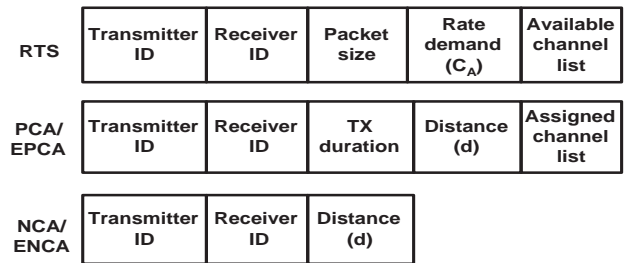 RTS
Transmitter ID
Receiver ID
Packet size
Rate demand (CA)
Available channel list
PCA/ EPCA
Transmitter ID
Receiver ID
TX duration
Distance (d)
Assigned channel list
NCA/ ENCA
Transmitter ID
Receiver ID
Distance (d)